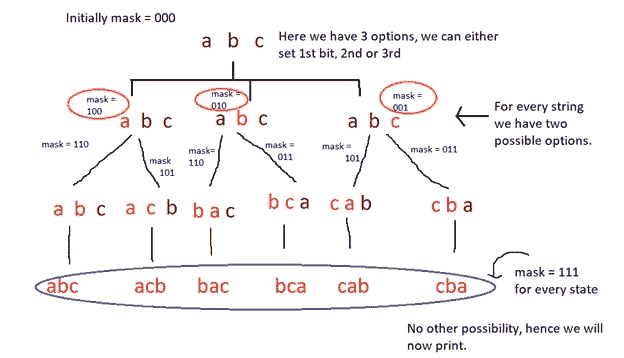 Initially mask = 000
a b c
Here we have 3 options, we can either
set 1st bit, 2nd or 3rd
mask =
100
mask =
010
mask =
001
a b c
a b c
a b c
For every string
we have two
possible options.
mask = 110
mask
101
mask=
110
mask =
011
mask =
101
mask = 011
a b c
a c b
b a c
b c a
c a b
c b a
abc
acb
bac
bca
cab
cba
mask = 111
for every state
No other possibility, hence we will
now print.